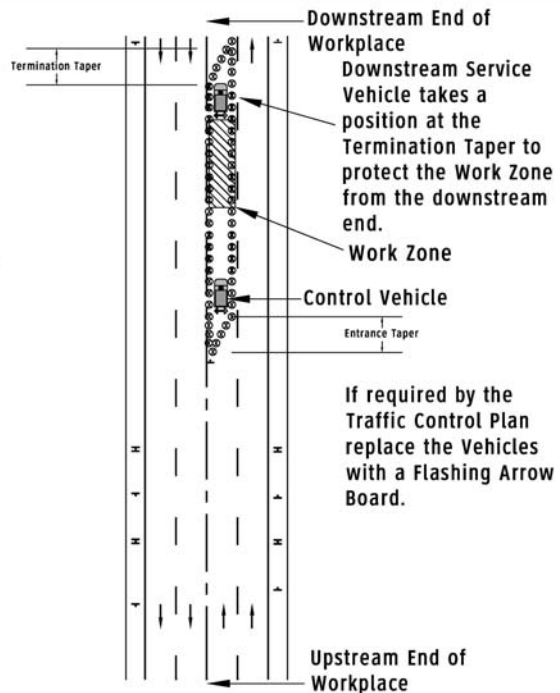 Downstream End of
Workplace
Termination Taper
Downstream Service
Vehicle takes a
position at the
Termination Taper to
protect the Work Zone
from the downstream
end.
Work Zone
Control Vehicle
Entrance Taper
If required by the
Traffic Control Plan
replace the Vehicles
with a Flashing Arrow
Board.
Upstream End of
Workplace